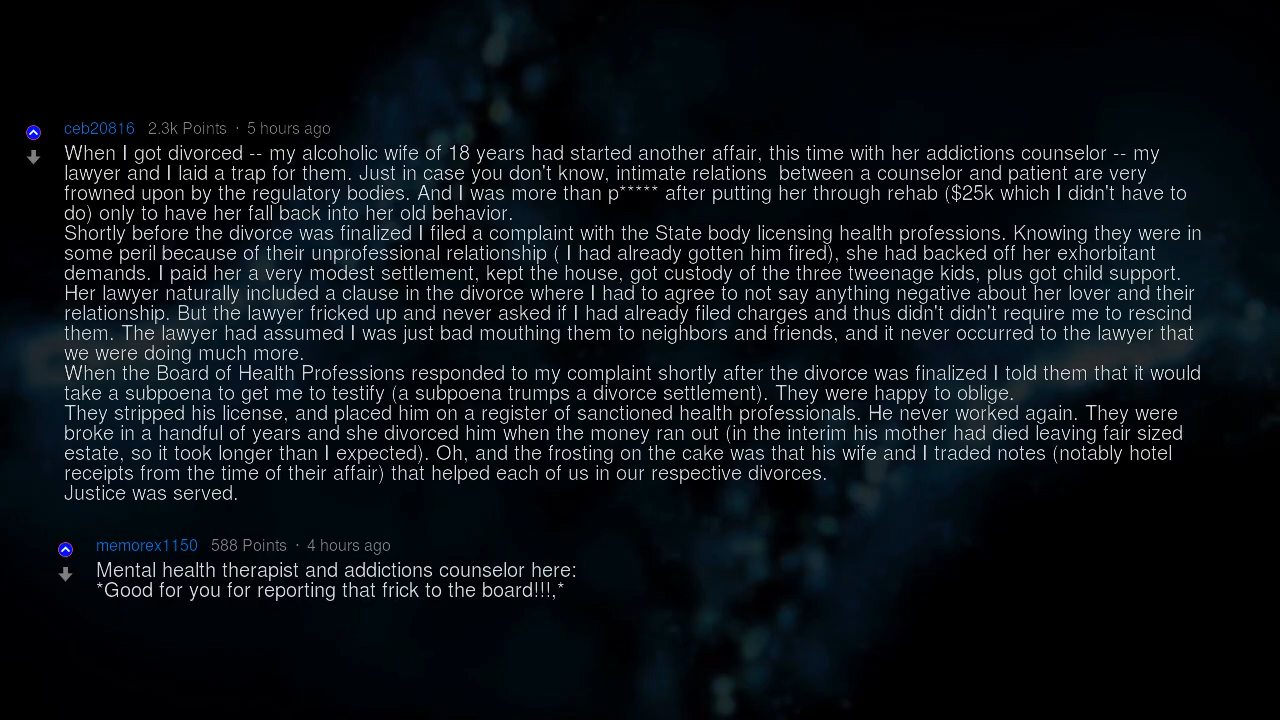 ceb20816 2.3k Points · 5 hours ago
When I got divorced -- my alcoholic wife of 18 years had started another affair, this time with her addictions counselor -- my
lawyer and I laid a trap for them. Just in case you don't know, intimate relations  between a counselor and patient are very
frowned upon by the regulatory bodies. And I was more than p***** after putting her through rehab ($25k which I didn't have to
do) only to have her fall back into her old behavior.
Shortly before the divorce was finalized I filed a complaint with the State body licensing health professions. Knowing they were in
some peril because of their unprofessional relationship ( I had already gotten him fired), she had backed off her exhorbitant
demands. I paid her a very modest settlement, kept the house, got custody of the three tweenage kids, plus got child support.
Her lawyer naturally included a clause in the divorce where I had to agree to not say anything negative about her lover and their
relationship. But the lawyer fricked up and never asked if I had already filed charges and thus didn't didn't require me to rescind
them. The lawyer had assumed I was just bad mouthing them to neighbors and friends, and it never occurred to the lawyer that
we were doing much more.
When the Board of Health Professions responded to my complaint shortly after the divorce was finalized I told them that it would
take a subpoena to get me to testify (a subpoena trumps a divorce settlement). They were happy to oblige.
They stripped his license, and placed him on a register of sanctioned health professionals. He never worked again. They were
broke in a handful of years and she divorced him when the money ran out (in the interim his mother had died leaving fair sized
estate, so it took longer than I expected). Oh, and the frosting on the cake was that his wife and I traded notes (notably hotel
receipts from the time of their affair) that helped each of us in our respective divorces.
Justice was served.
memorex1150 588 Points · 4 hours ago
Mental health therapist and addictions counselor here:
*Good for you for reporting that frick to the board!!!,*